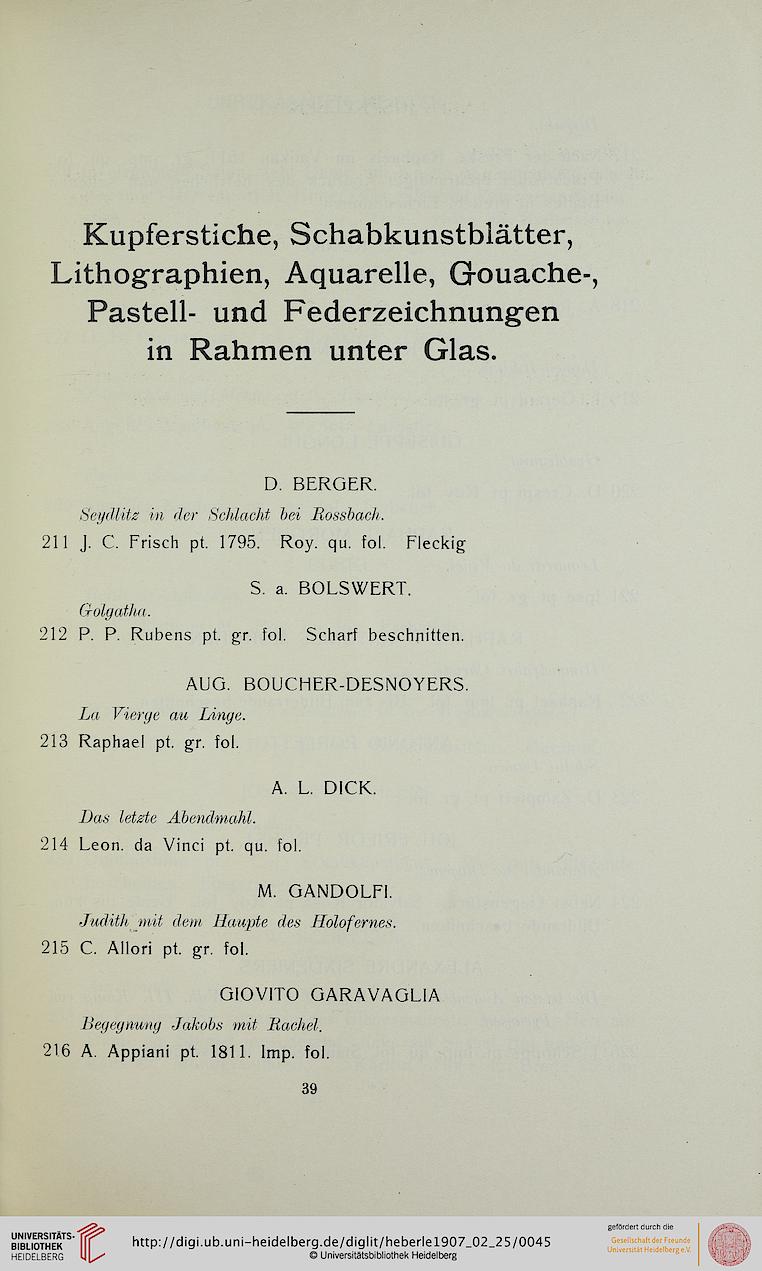 Kupferstiche, Schabkunstblätter,
Lithographien, Aquarelle, Gouache-,
Pastell- und Federzeichnungen
in Rahmen unter Glas.
D. BERGER.
Seydlitz in der Schlacht bei Rossbach.
211 J. C. Frisch pt. 1795. Roy. qu. fol. Fleckig
S. a. BOLSWERT.
Golgatha.
212 P. P. Rubens pt. gr. fol. Scharf beschnitten.
AUG. BOUCHER-DESNOYERS.
La Vierge au Linge.
213 Raphael pt. gr. fol.
A. L. DICK.
Das letzte Abendmahl.
214 Leon. da Vinci pt. qu. fol.
M. GANDOLFI.
Judith mit dem Haupte des Holofernes.
215 C. Allori pt. gr. fol.
GIOVITO GARAVAGLIA
Begegnung Jakobs mit Rachel.
216 A. Appiani pt. 1811. Imp. fol.
39
UNIVERSITÄTS-
BIBLIOTHEK
HEIDELBERG
http://digi.ub.uni-heidelberg.de/diglit/heberle1907_02_25/0045
© Universitätsbibliothek Heidelberg
gefördert durch die
Gesellschaft der Freunde
Universität Heidelberg e.V.